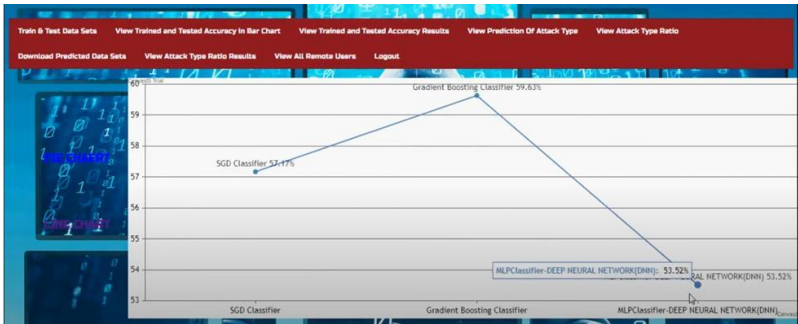 Train & Test Data Sets View Trained and Tested Accuracy in Bar Chart View Trained and Tested Accuracy Results View Prediction Of Attack Type View Attack Type Ratio
Download Predicted Data Sets View Attack Type Ratio Results View All Remote Users Logout
60
Gradient Boosting Classifier 59.63%
59
58
SGD Classifier 57.17%
57
56
55
54
MLPClassifier-DEEP NEURAL NETWORK(DNN): 53.52%
RAL NETWORK(DNN) 53.52%
53
SGD Classifier Gradient Boosting Classifier MLPClassifier-DEEP NEURAL NETWORK(DNN)
PIE CHART
LINE CHART